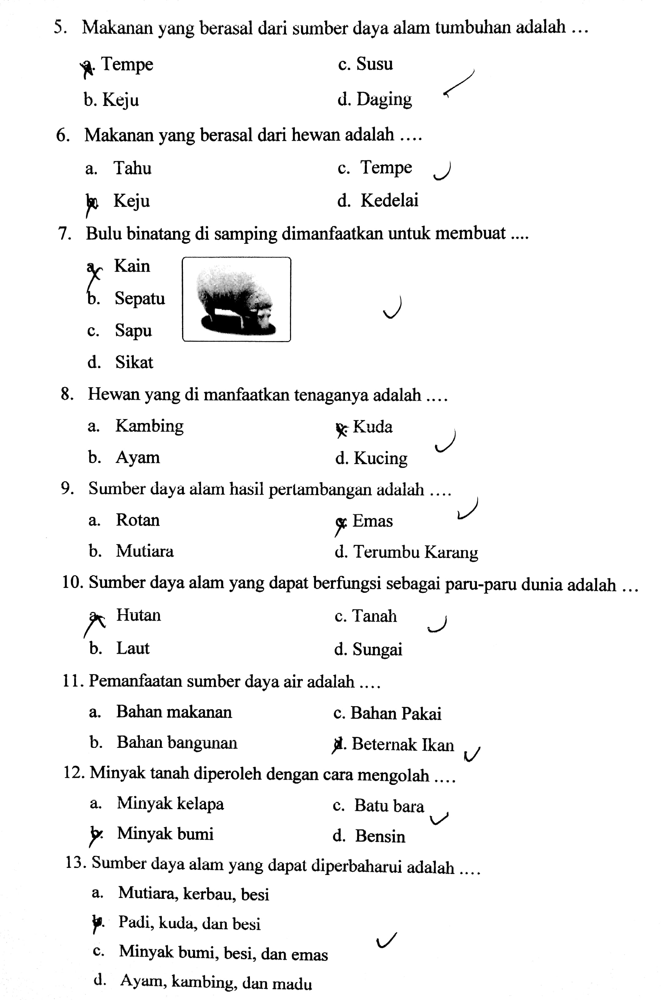 5. Makanan yang berasal dari sumber daya alam tumbuhan adalah …
a. Tempe c. Susu
b. Keju d. Daging
6. Makanan yang berasal dari hewan adalah ….
a. Tahu c. Tempe
b. Keju d. Kedelai
7. Bulu binatang di samping dimanfaatkan untuk membuat ....
a. Kain
b. Sepatu
c. Sapu
d. Sikat
8. Hewan yang di manfaatkan tenaganya adalah ….
a. Kambing c. Kuda
b. Ayam d. Kucing
9. Sumber daya alam hasil pertambangan adalah ….
a. Rotan c. Emas
b. Mutiara d. Terumbu Karang
10. Sumber daya alam yang dapat berfungsi sebagai paru-paru dunia adalah …
a. Hutan c. Tanah
b. Laut d. Sungai
11. Pemanfaatan sumber daya air adalah ….
a. Bahan makanan c. Bahan Pakai
b. Bahan bangunan d. Beternak Ikan
12. Minyak tanah diperoleh dengan cara mengolah ….
a. Minyak kelapa c. Batu bara
b. Minyak bumi d. Bensin
13. Sumber daya alam yang dapat diperbaharui adalah ….
a. Mutiara, kerbau, besi
b. Padi, kuda, dan besi
c. Minyak bumi, besi, dan emas
d. Ayam, kambing, dan madu